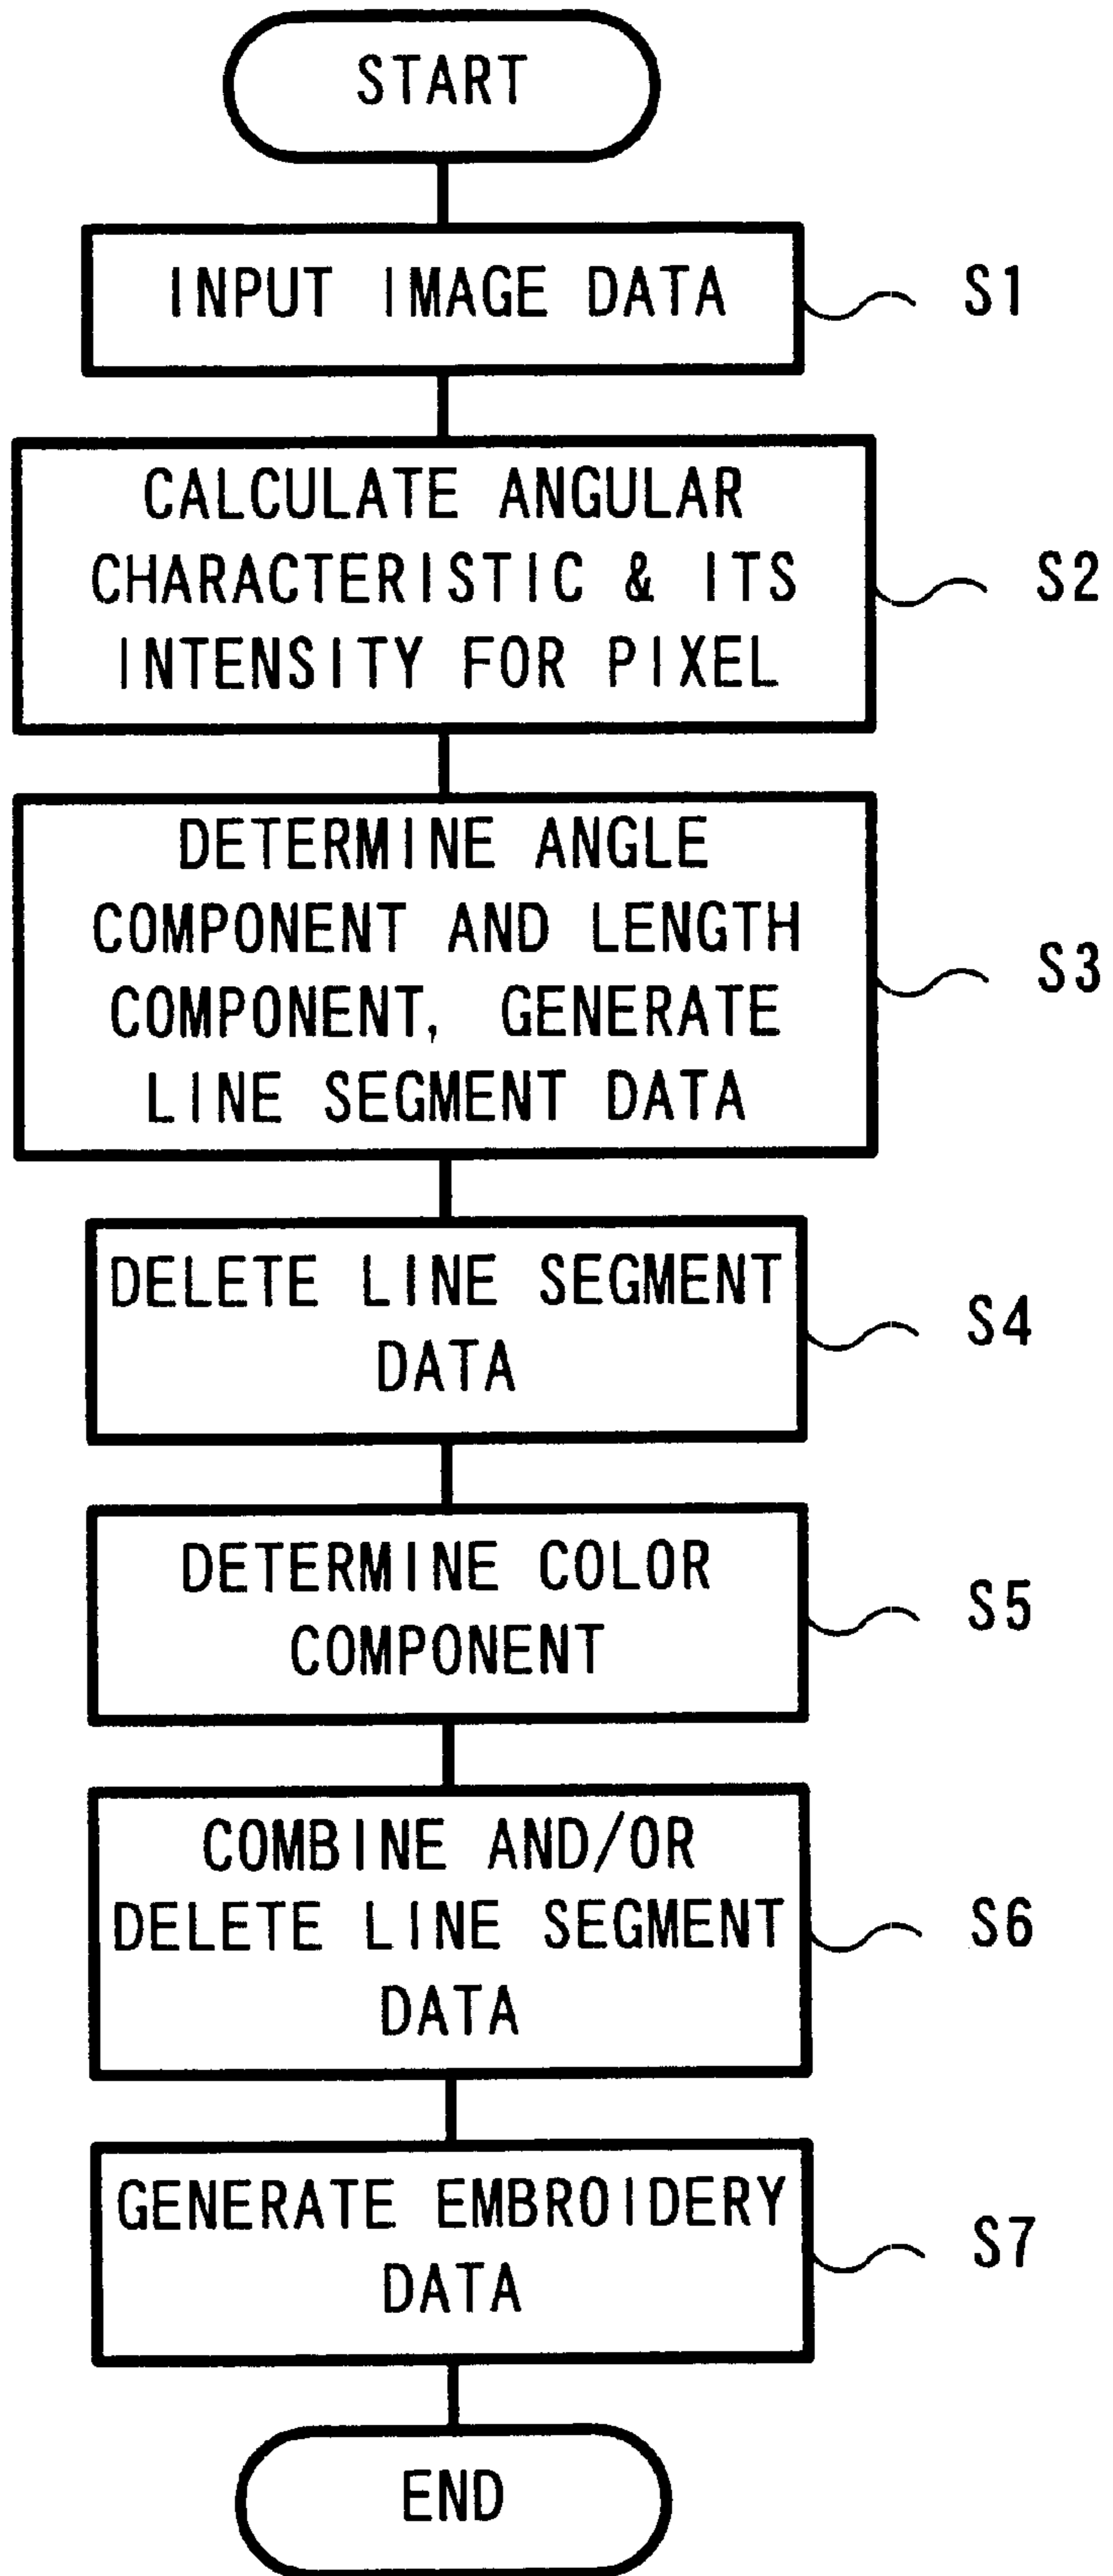 START
INPUT IMAGE DATA
S1
CALCULATE ANGULAR
CHARACTERISTIC & ITS
INTENSITY FOR PIXEL
S2
DETERMINE ANGLE
COMPONENT AND LENGTH
COMPONENT, GENERATE
LINE SEGMENT DATA
S3
DELETE LINE SEGMENT
DATA
S4
DETERMINE COLOR
COMPONENT
S5
COMBINE AND/OR
DELETE LINE SEGMENT
DATA
S6
GENERATE EMBROIDERY
DATA
S7
END